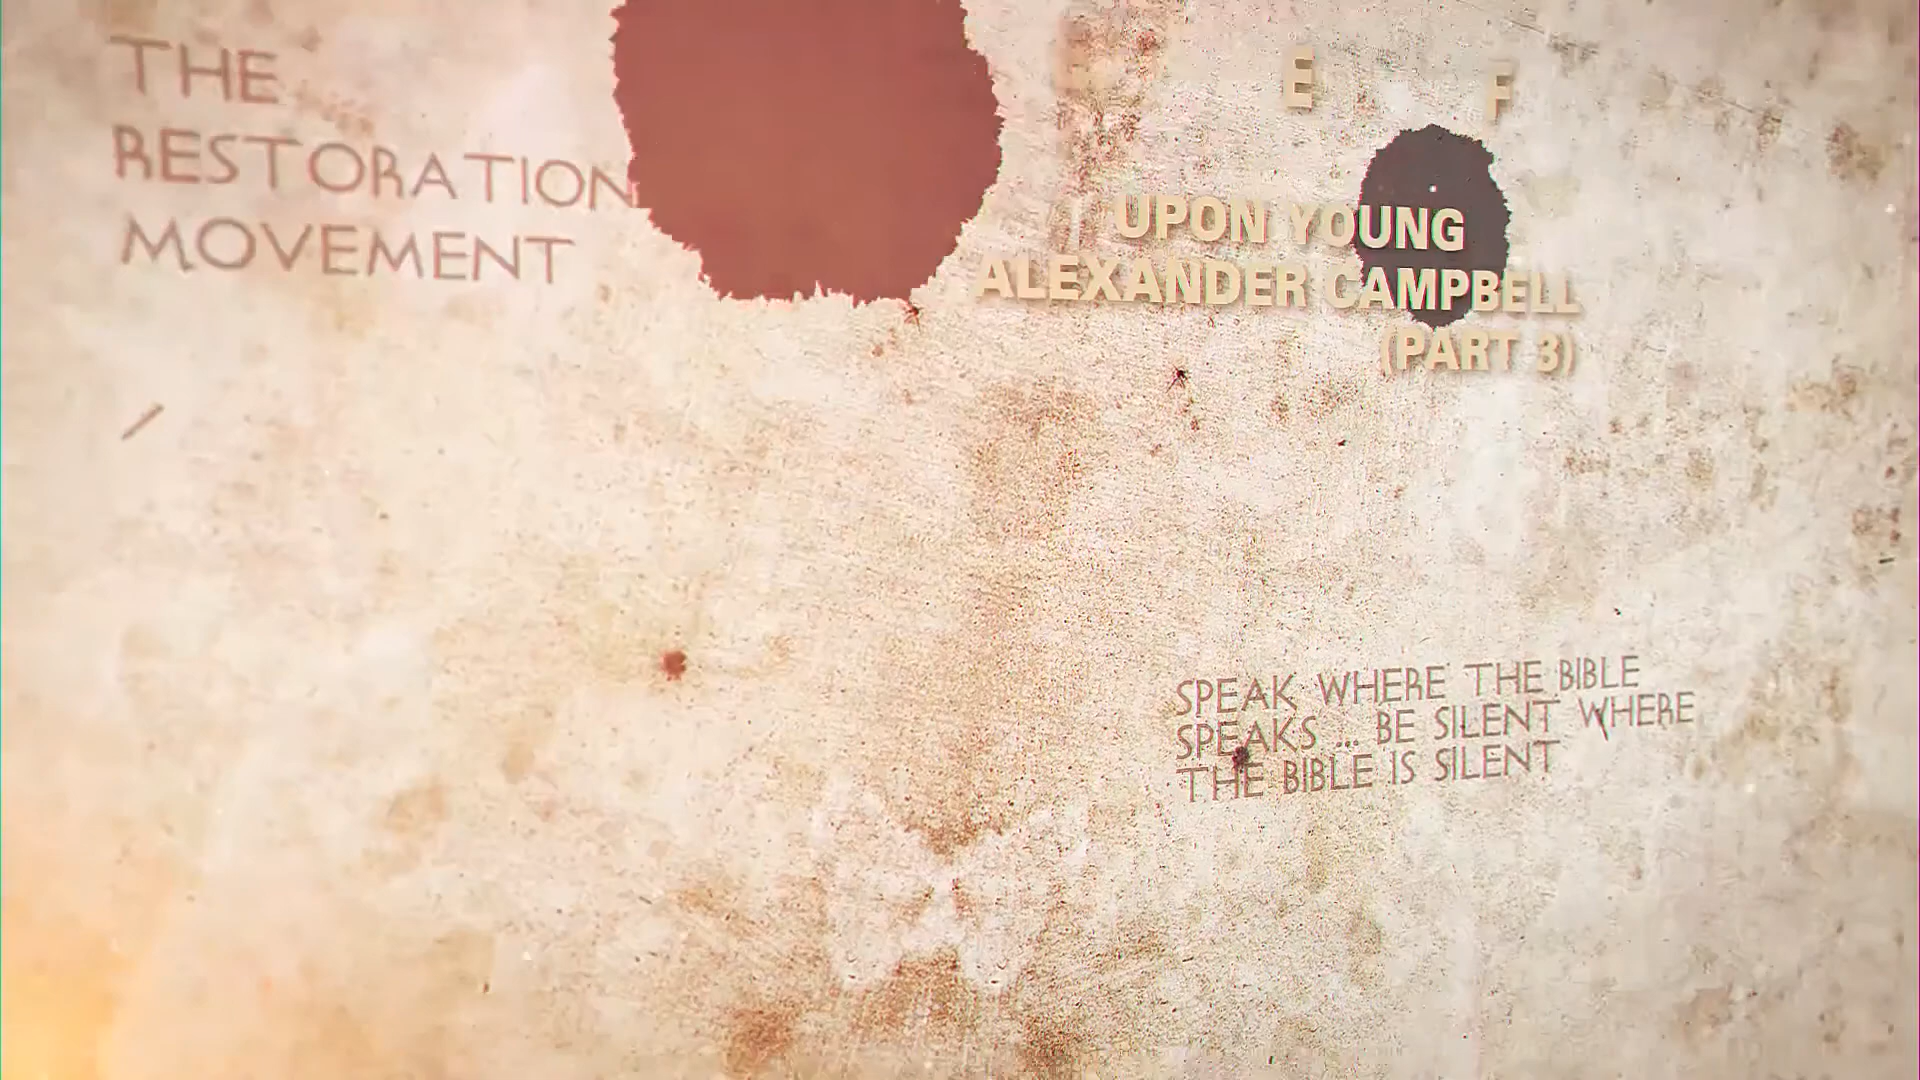 THE
RESTORATION
MOVEMENT
E F
UPON YOUNG
ALEXANDER CAMPBELL
(PART 3)
SPEAK WHERE THE BIBLE
SPEAKS ... BE SILENT WHERE
THE BIBLE IS SILENT